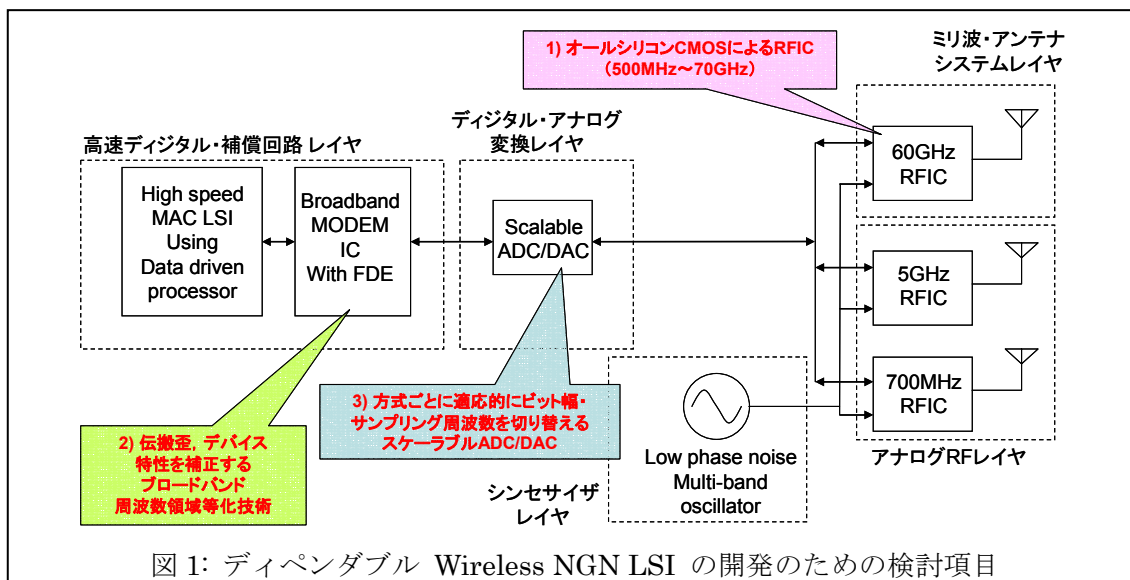 1) オールシリコンCMOSによるRFIC
(500MHz～70GHz)
ミリ波・アンテナ
システムレイヤ
高速ディジタル・補償回路 レイヤ
ディジタル・アナログ
変換レイヤ
High speed
MAC LSI
Using
Data driven
processor
Broadband
MODEM
IC
With FDE
Scalable
ADC/DAC
60GHz
RFIC
5GHz
RFIC
700MHz
RFIC
アナログRFレイヤ
2) 伝搬歪，デバイス
特性を補正する
ブロードバンド
周波数領域等化技術
3) 方式ごとに適応的にビット幅・
サンプリング周波数を切り替える
スケーラブルADC/DAC
シンセサイザ
レイヤ
Low phase noise
Multi-band
oscillator
図 1: ディペンダブル Wireless NGN LSI の開発のための検討項目